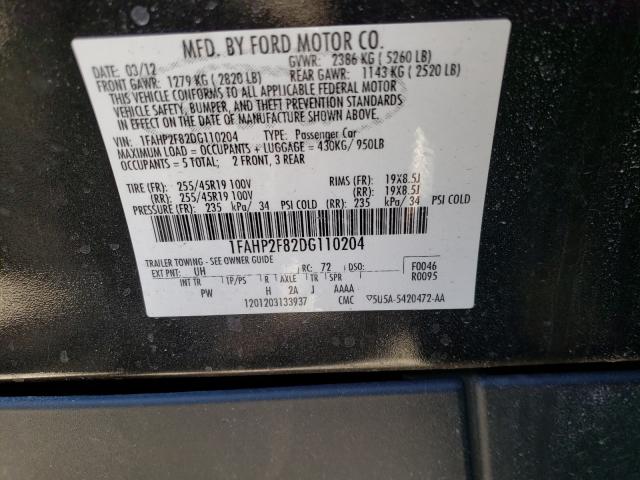 MFD. BY FORD MOTOR CO.
DATE: 03/12 GVWR: 2386 KG ( 5260 LB)
FRONT GAWR: 1279 KG ( 2820 LB) REAR GAWR: 1143 KG ( 2520 LB)
THIS VEHICLE CONFORMS TO ALL APPLICABLE FEDERAL MOTOR
VEHICLE SAFETY, BUMPER, AND THEFT PREVENTION STANDARDS
IN EFFECT ON THE DATE OF MANUFACTURE SHOWN ABOVE.
VIN: 1FAHP2F82DG110204 TYPE: Passenger Car
MAXIMUM LOAD = OCCUPANTS + LUGGAGE = 430KG/ 950LB
OCCUPANTS = 5 TOTAL; 2 FRONT, 3 REAR
TIRE (FR): 255/45R19 100V RIMS (FR): 19X8.5J
(RR): 255/45R19 100V (RR): 19X8.5J
PRESSURE (FR): 235 kPa/ 34 PSI COLD (RR): 235 kPa/ 34 PSI COLD
1FAHP2F82DG110204
TRAILER TOWING - SEE OWNER GUIDE
EXT PNT: UH RC: 72 DSO: F0046
INT TR TP/PS R AXLE TR SPR R0095
PW H 2A J AAAA
1201203133937 CMC ▽5U5A-5420472-AA